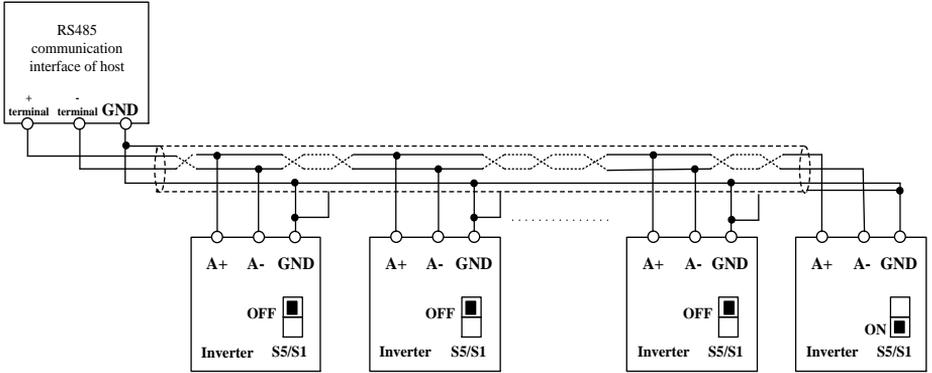 RS485
communication
interface of host
+ - GND
terminal terminal
A+ A- GND
OFF
Inverter S5/S1
A+ A- GND
OFF
Inverter S5/S1
A+ A- GND
OFF
Inverter S5/S1
A+ A- GND
ON
Inverter S5/S1